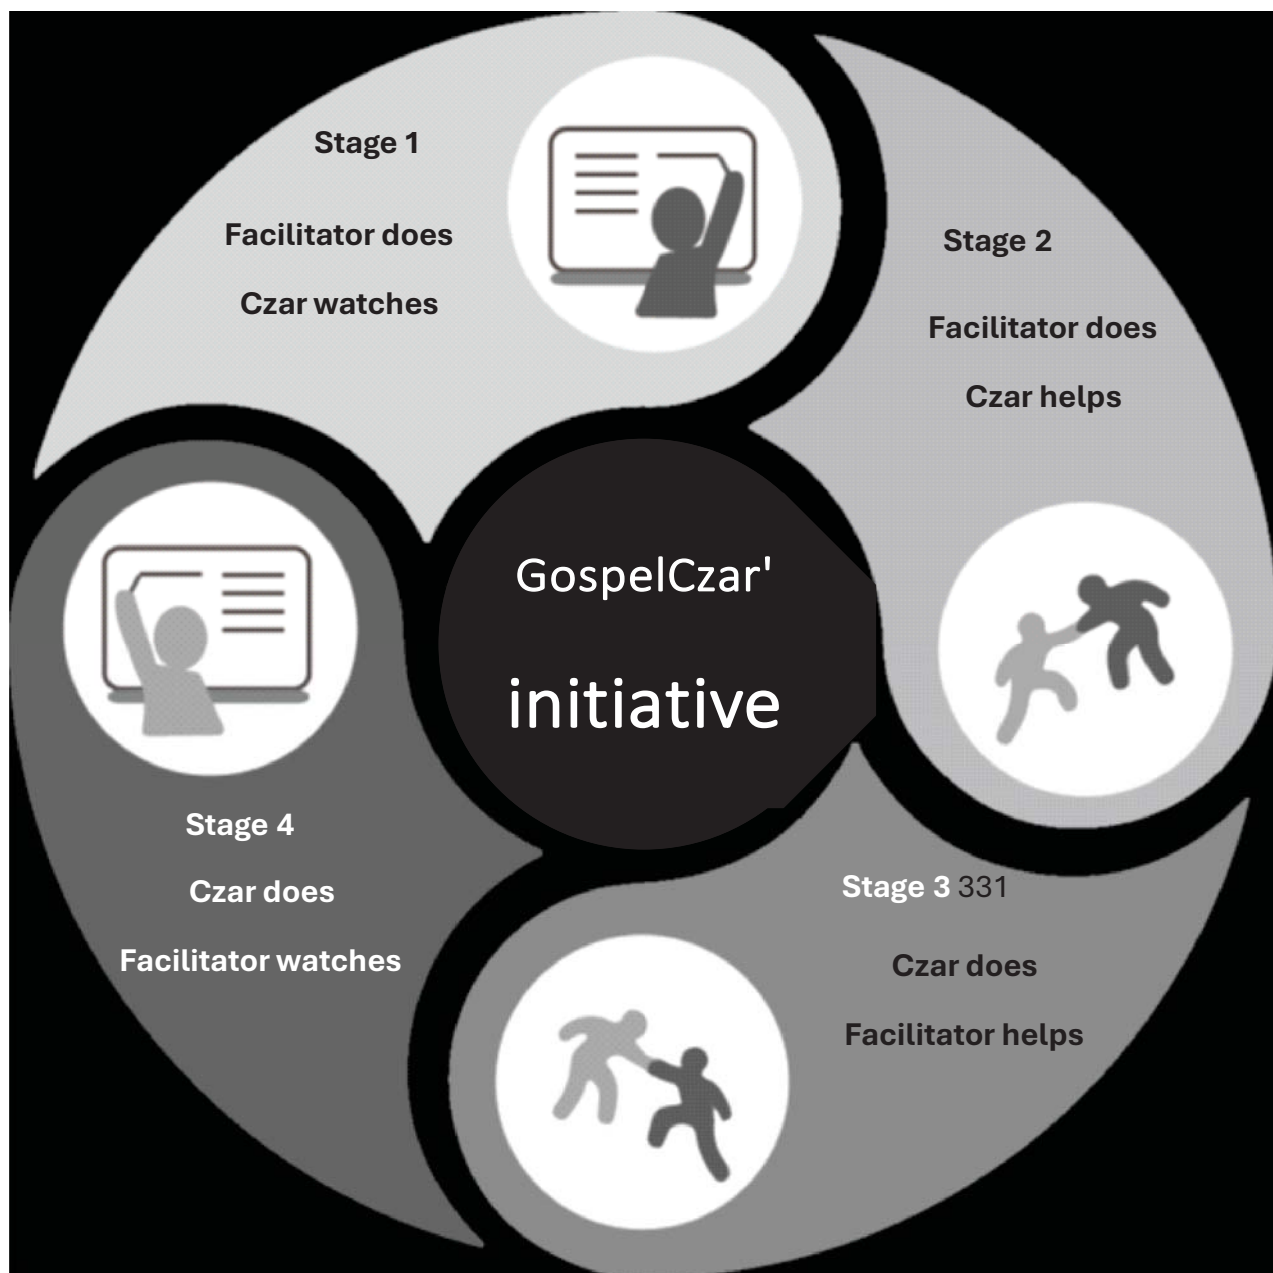 Stage 1
Facilitator does
Czar watches
Stage 2
Facilitator does
Czar helps
GospelCzar'
initiative
Stage 3 331
Czar does
Facilitator helps
Stage 4
Czar does
Facilitator watches